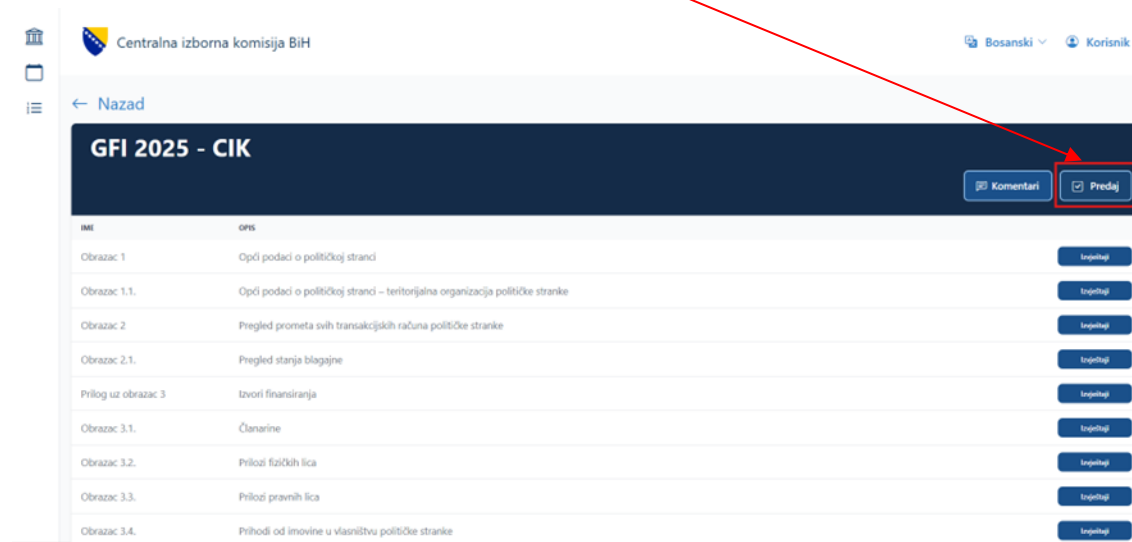 Centralna izborna komisija BiH
Bosanski
Korisnik
← Nazad
GFI 2025 - CIK
Komentari
Predaj
IME OPIS
Obrazac 1 Opći podaci o političkoj stranci Izvještaji
Obrazac 1.1. Opći podaci o političkoj stranci – teritorijalna organizacija političke stranke Izvještaji
Obrazac 2 Pregled prometa svih transakcijskih računa političke stranke Izvještaji
Obrazac 2.1. Pregled stanja blagajne Izvještaji
Prilog uz obrazac 3 Izvori finansiranja Izvještaji
Obrazac 3.1. Članarine Izvještaji
Obrazac 3.2. Prilozi fizičkih lica Izvještaji
Obrazac 3.3. Prilozi pravnih lica Izvještaji
Obrazac 3.4. Prihodi od imovine u vlasništvu političke stranke Izvještaji